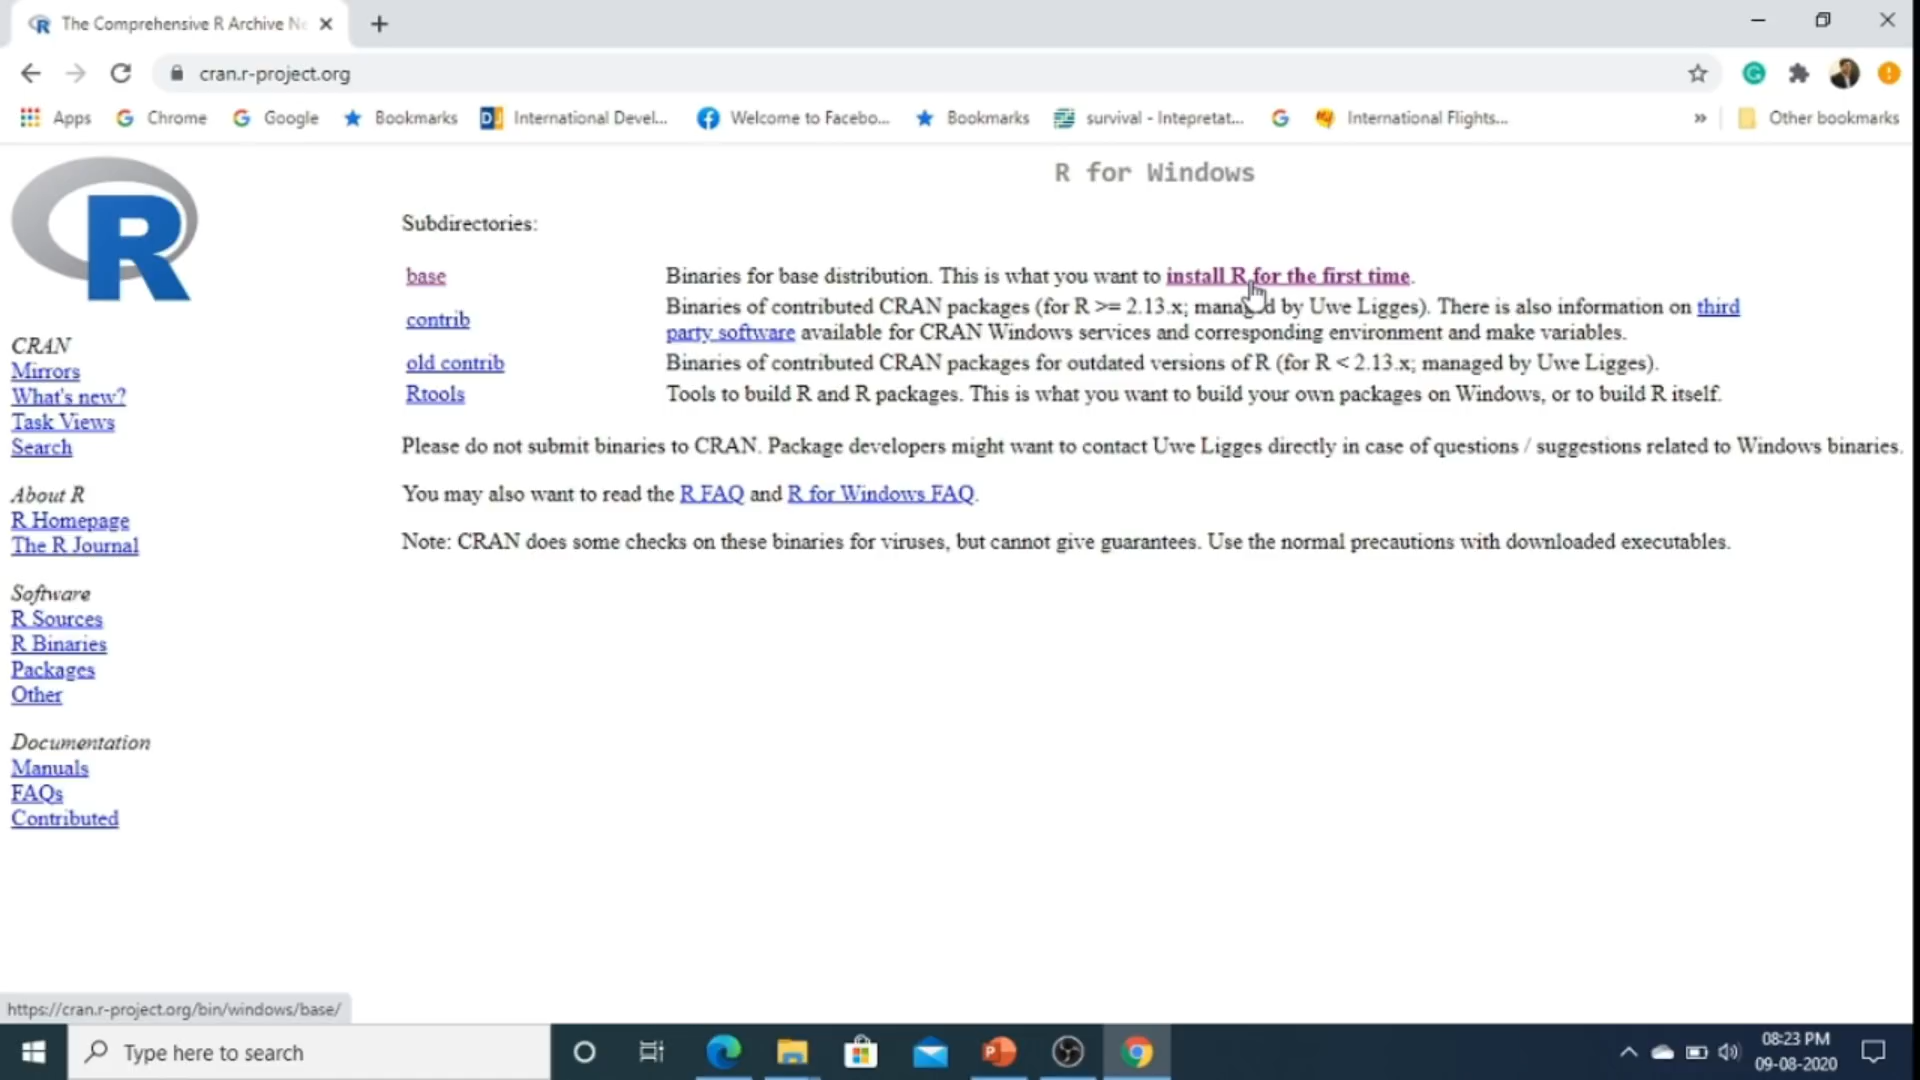 The Comprehensive R Archive Ne
cran.r-project.org
Apps Chrome Google Bookmarks International Devel... Welcome to Facebo... Bookmarks survival - Intepretat... International Flights... » Other bookmarks
R for Windows
Subdirectories:
base Binaries for base distribution. This is what you want to install R for the first time.
contrib Binaries of contributed CRAN packages (for R >= 2.13.x; managed by Uwe Ligges). There is also information on third
party software available for CRAN Windows services and corresponding environment and make variables.
old contrib Binaries of contributed CRAN packages for outdated versions of R (for R < 2.13.x; managed by Uwe Ligges).
Rtools Tools to build R and R packages. This is what you want to build your own packages on Windows, or to build R itself.
Please do not submit binaries to CRAN. Package developers might want to contact Uwe Ligges directly in case of questions / suggestions related to Windows binaries.
You may also want to read the R FAQ and R for Windows FAQ.
Note: CRAN does some checks on these binaries for viruses, but cannot give guarantees. Use the normal precautions with downloaded executables.
R
CRAN
Mirrors
What's new?
Task Views
Search
About R
R Homepage
The R Journal
Software
R Sources
R Binaries
Packages
Other
Documentation
Manuals
FAQs
Contributed
https://cran.r-project.org/bin/windows/base/
Type here to search
08:23 PM
09-08-2020